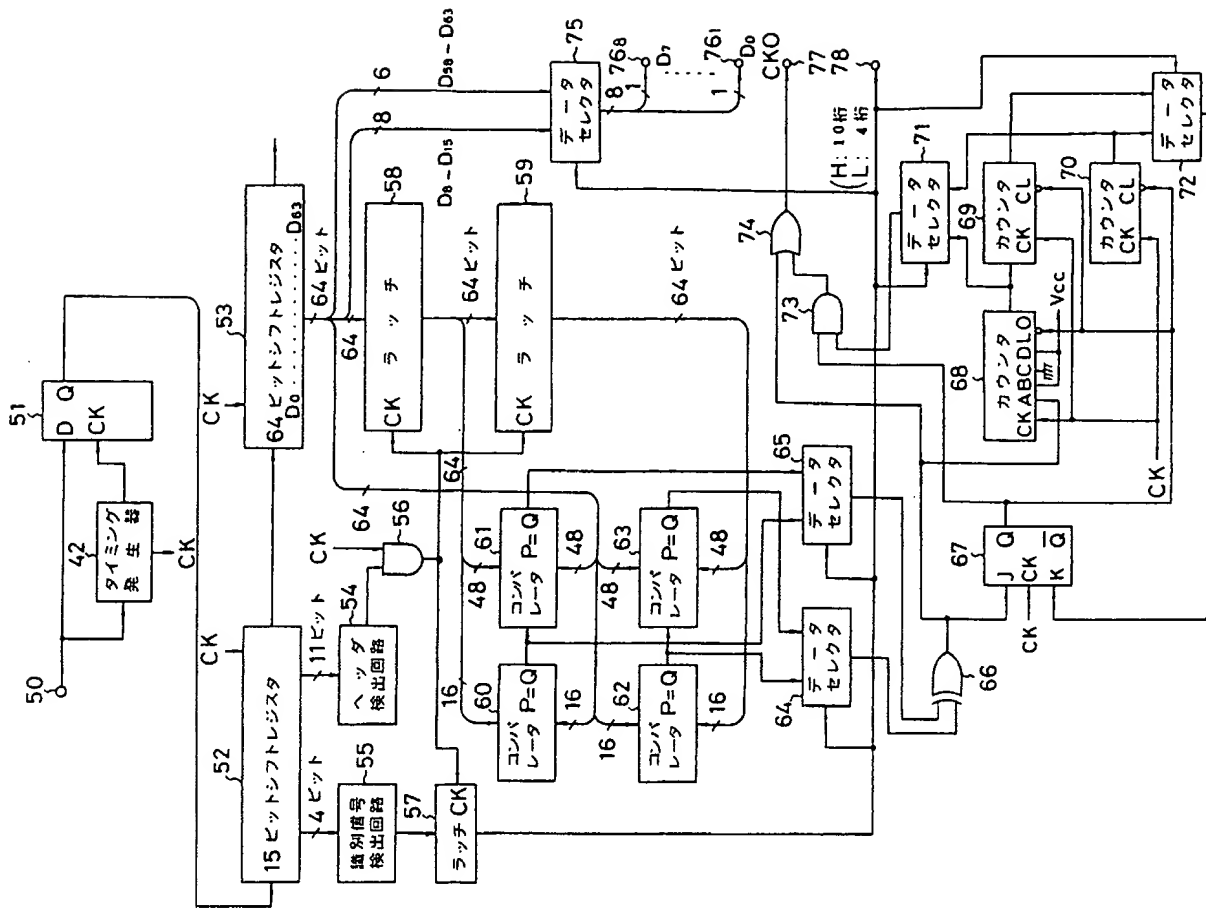 50
42
タイミング
発生器
CK
51
D Q
CK
52
15ビットシフトレジスタ
CK
53
64ビットシフトレジスタ
D0..............D63
CK
4ビット
11ビット
55
識別信号
検出回路
54
ヘッダ
検出回路
CK
56
57
ラッチ CK
64ビット
64
8
6
D58~D63
D8~D15
58
CK ラッチ
64
64ビット
59
CK ラッチ
64ビット
64
75
データ
セレクタ
8
1
768
D7
1
761
D0
16
60
コンパ
レータ P=Q
16
48
61
コンパ
レータ P=Q
48
16
62
コンパ
レータ P=Q
16
48
63
コンパ
レータ P=Q
48
64
データ
セレクタ
65
データ
セレクタ
66
67
J Q
CK
K Q̅
CK
CK
68
カウンタ
CK A B C D LO
Vcc
69
カウンタ
CK CL
70
カウンタ
CK CL
71
データ
セレクタ
72
データ
セレクタ
73
74
CKO
77
78
(H:10桁
L: 4桁)